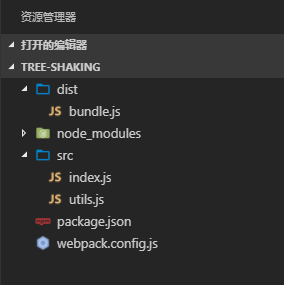 资源管理器
打开的编辑器
TREE-SHAKING
dist
JS bundle.js
node_modules
src
JS index.js
JS utils.js
package.json
webpack.config.js